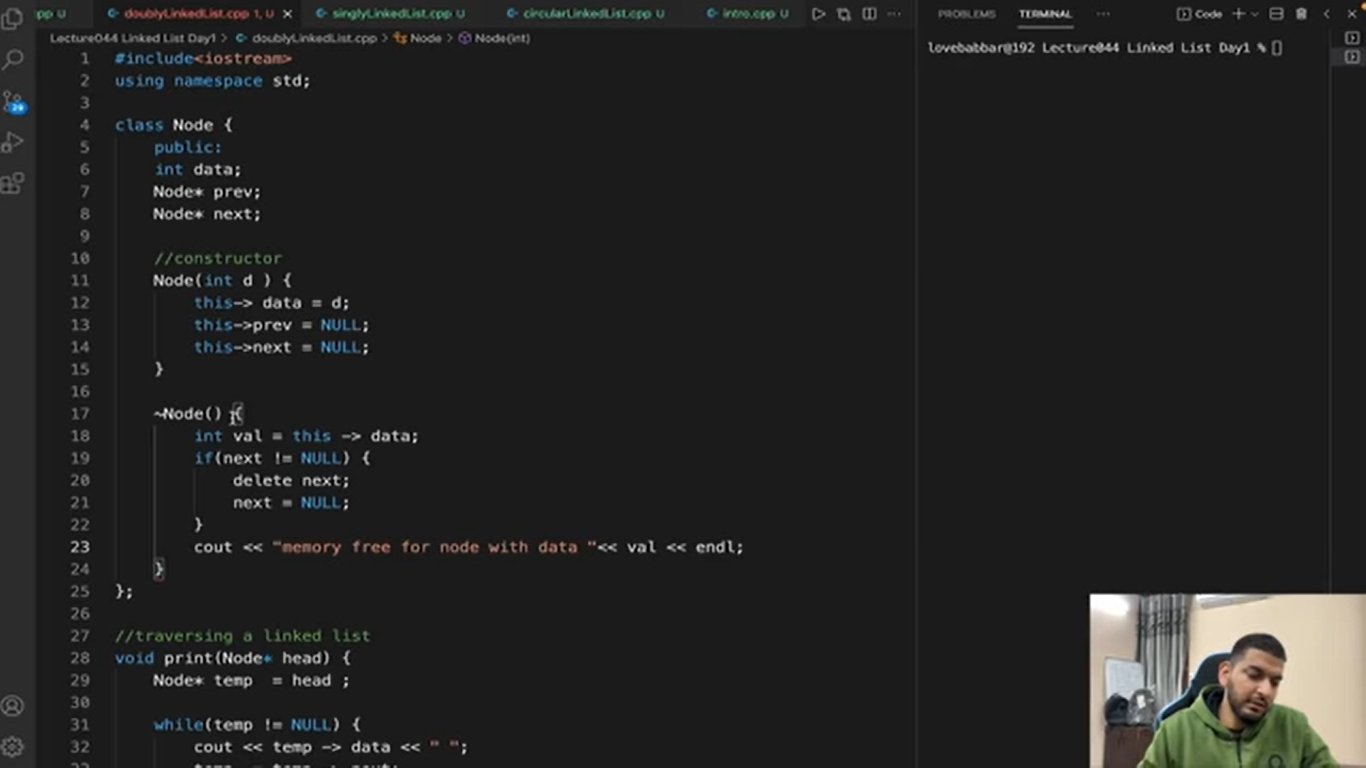 pp U doublyLinkedList.cpp 1, U × singlyLinkedList.cpp U circularLinkedList.cpp U intro.cpp U ···
Lecture044 Linked List Day1 > doublyLinkedList.cpp > Node > Node(int)
1 #include<iostream>
2 using namespace std;
3
4 class Node {
5 public:
6 int data;
7 Node* prev;
8 Node* next;
9
10 //constructor
11 Node(int d ) {
12 this-> data = d;
13 this->prev = NULL;
14 this->next = NULL;
15 }
16
17 ~Node() {
18 int val = this -> data;
19 if(next != NULL) {
20 delete next;
21 next = NULL;
22 }
23 cout << "memory free for node with data "<< val << endl;
24 }
25 };
26
27 //traversing a linked list
28 void print(Node* head) {
29 Node* temp  = head ;
30
31 while(temp != NULL) {
32 cout << temp -> data << " ";
PROBLEMS TERMINAL ··· Code
lovebabbar@192 Lecture044 Linked List Day1 %
29